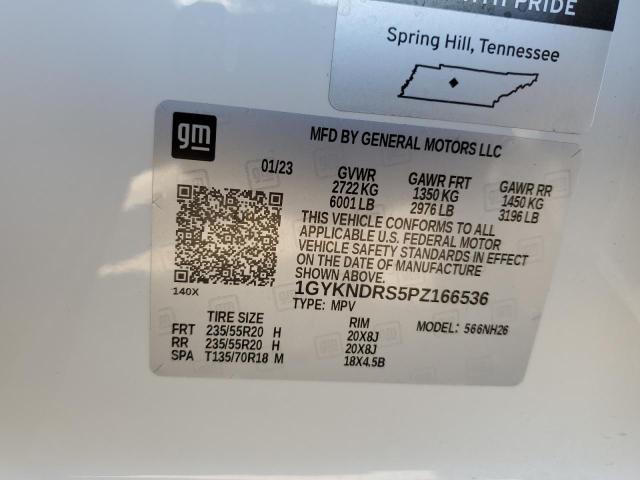 PRIDE
Spring Hill, Tennessee
gm
MFD BY GENERAL MOTORS LLC
01/23 GVWR GAWR FRT GAWR RR
2722 KG 1350 KG 1450 KG
6001 LB 2976 LB 3196 LB
THIS VEHICLE CONFORMS TO ALL
APPLICABLE U.S. FEDERAL MOTOR
VEHICLE SAFETY STANDARDS IN EFFECT
ON THE DATE OF MANUFACTURE
SHOWN ABOVE.
140X
1GYKNDRS5PZ166536
TYPE: MPV
TIRE SIZE RIM MODEL: 566NH26
FRT 235/55R20 H 20X8J
RR 235/55R20 H 20X8J
SPA T135/70R18 M 18X4.5B